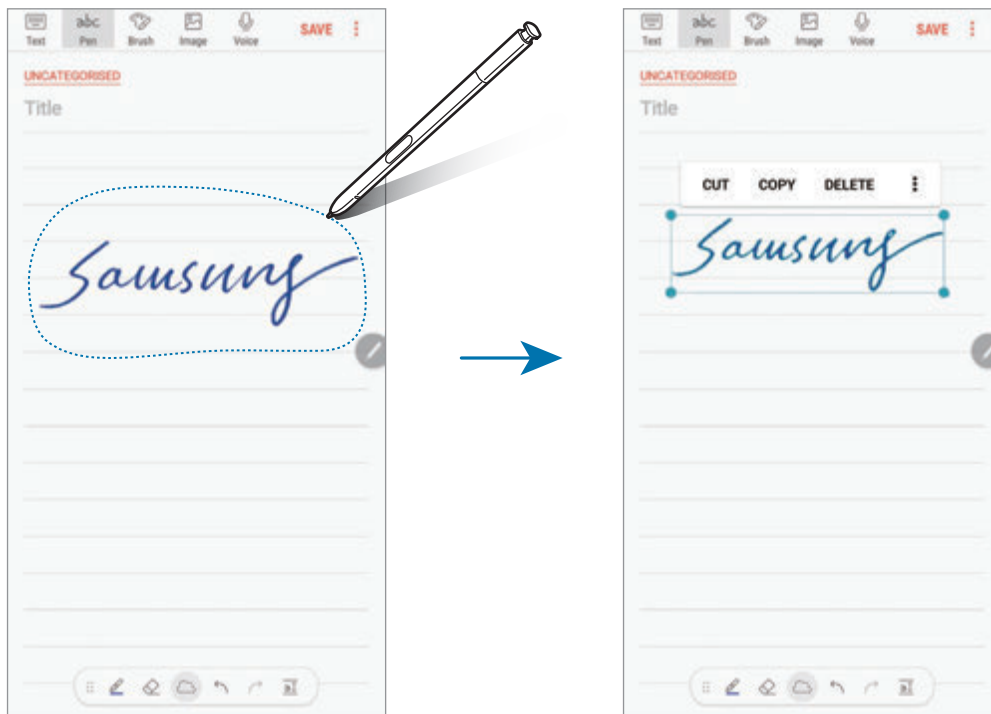 abc
Text Pen Brush Image Voice SAVE
UNCATEGORISED
Title
Samsung
abc
Text Pen Brush Image Voice SAVE
UNCATEGORISED
Title
CUT COPY DELETE
Samsung